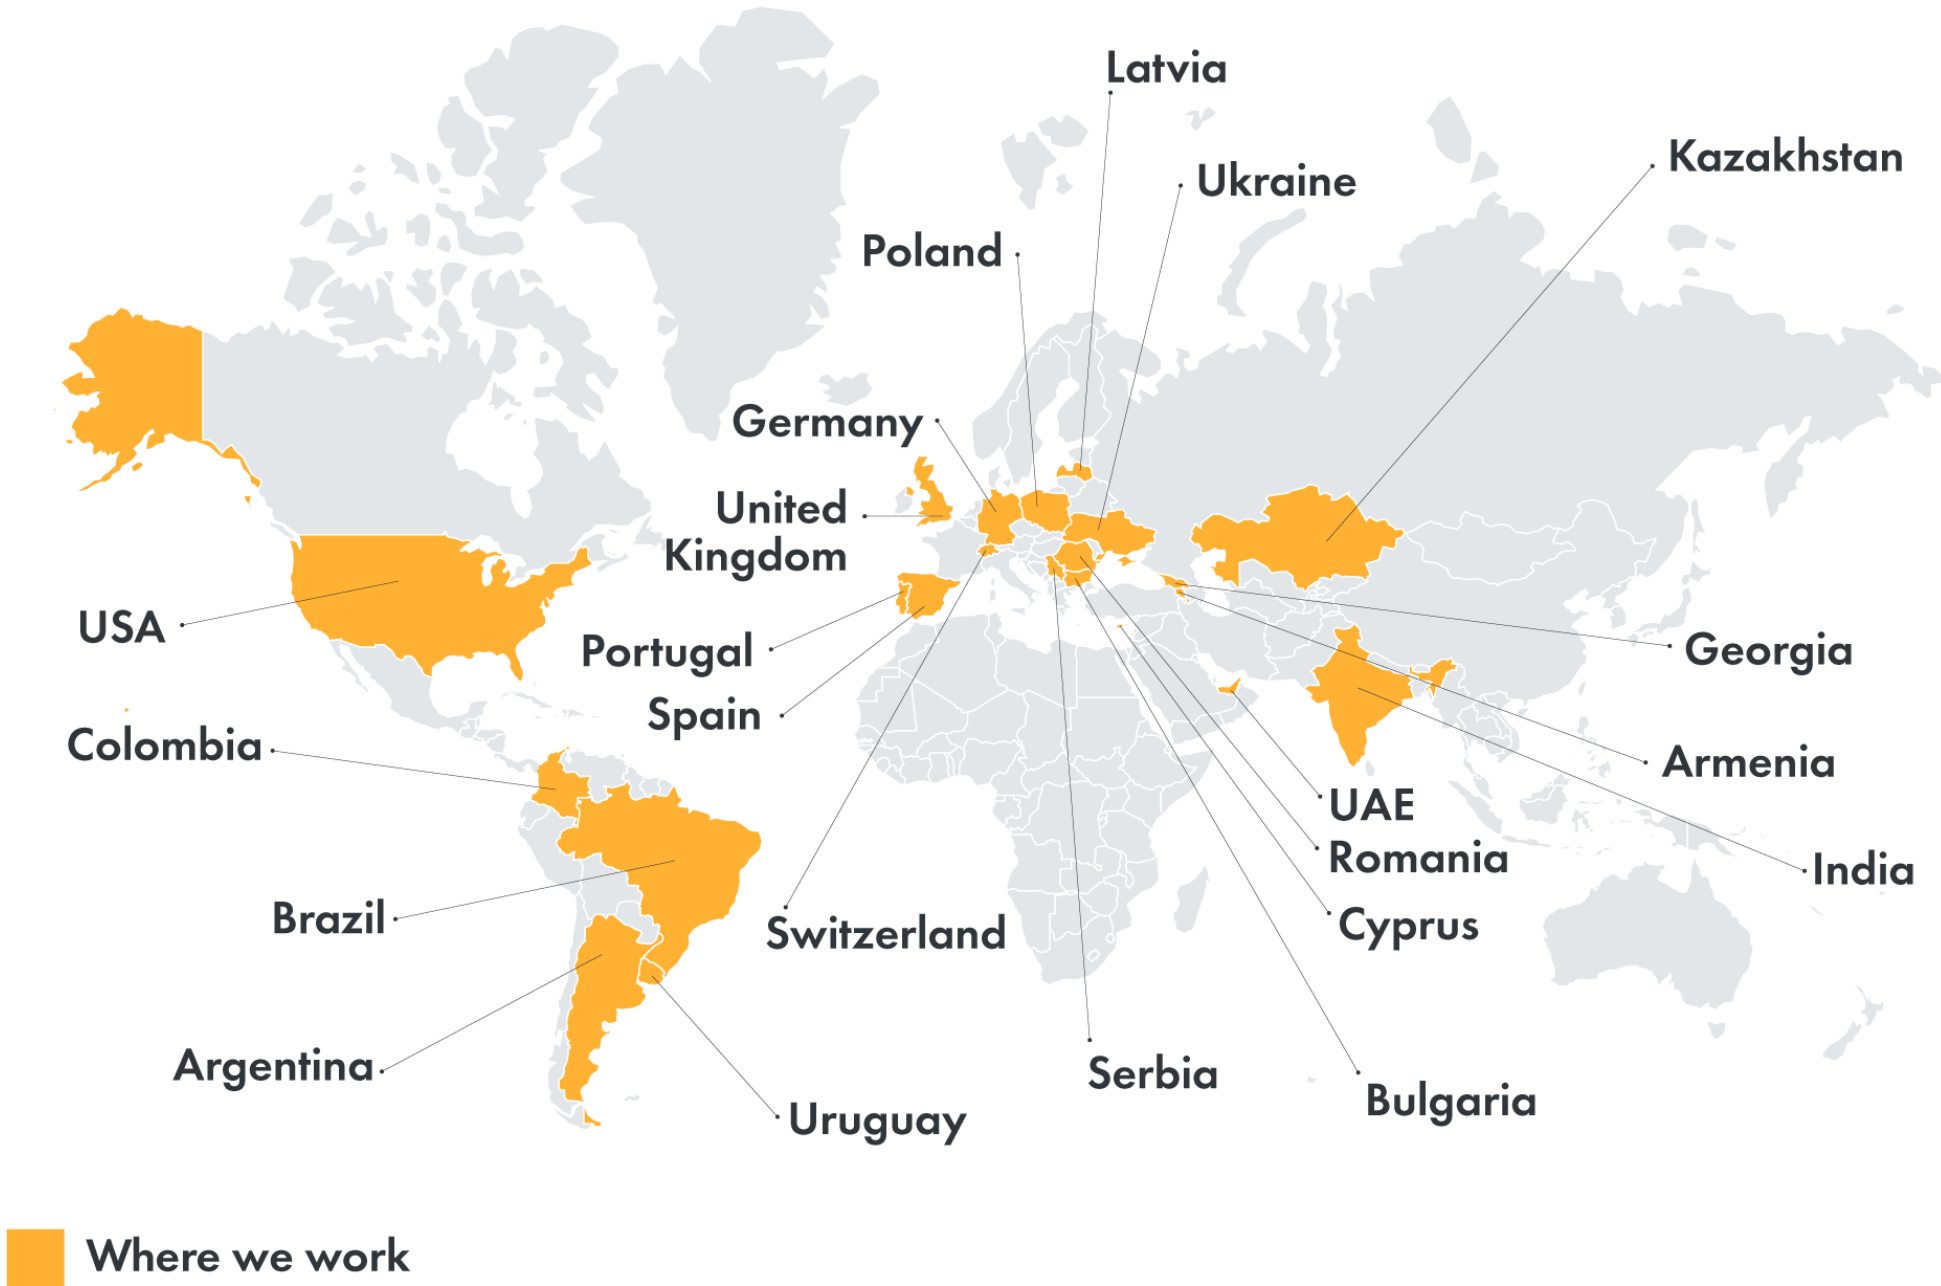 Latvia
Kazakhstan
Ukraine
Poland
Germany
United
Kingdom
USA
Portugal
Georgia
Spain
Colombia
Armenia
UAE
Romania
India
Brazil
Switzerland
Cyprus
Argentina
Serbia
Bulgaria
Uruguay
Where we work